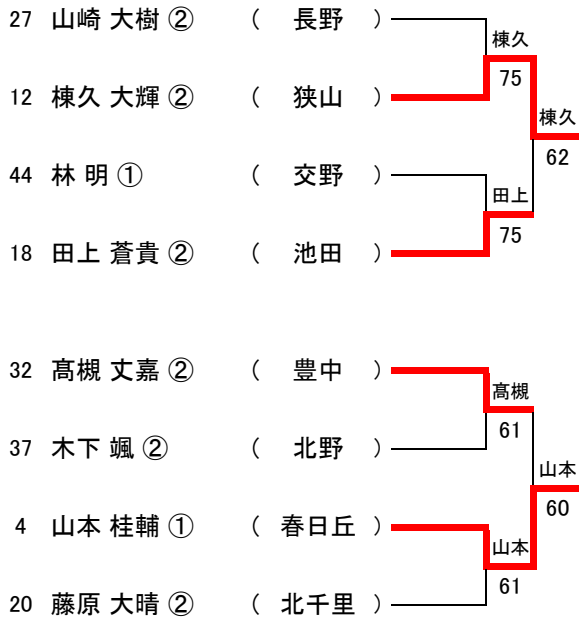 27 山崎 大樹 ② ( 長野 )
棟久
75
12 棟久 大輝 ② ( 狭山 )
棟久
62
44 林 明 ① ( 交野 )
田上
75
18 田上 蒼貴 ② ( 池田 )
32 髙槻 丈嘉 ② ( 豊中 )
髙槻
61
37 木下 颯 ② ( 北野 )
山本
60
4 山本 桂輔 ① ( 春日丘 )
山本
61
20 藤原 大晴 ② ( 北千里 )